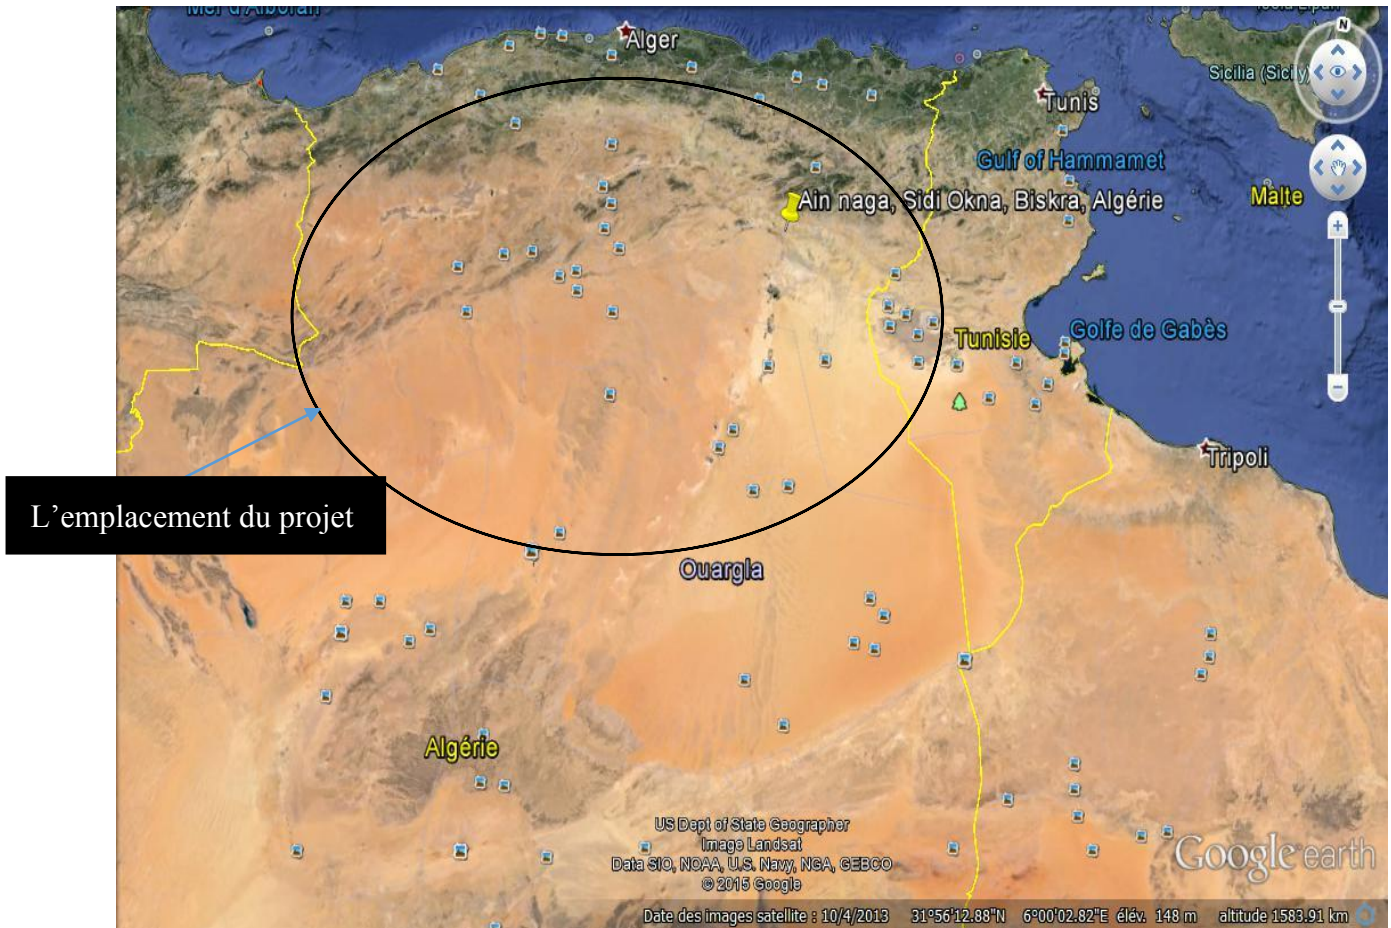 Mer d'Alboran
Alger
Tunis
Sicilia (Sicily)
N
Gulf of Hammamet
Malte
Ain naga, Sidi Okna, Biskra, Algérie
Tunisie
Golfe de Gabès
Tripoli
L'emplacement du projet
Ouargla
Algérie
US Dept of State Geographer
Image Landsat
Data SIO, NOAA, U.S. Navy, NGA, GEBCO
© 2015 Google
Google earth
Date des images satellite : 10/4/2013 31°56'12.88"N 6°00'02.82"E élév. 148 m altitude 1583.91 km